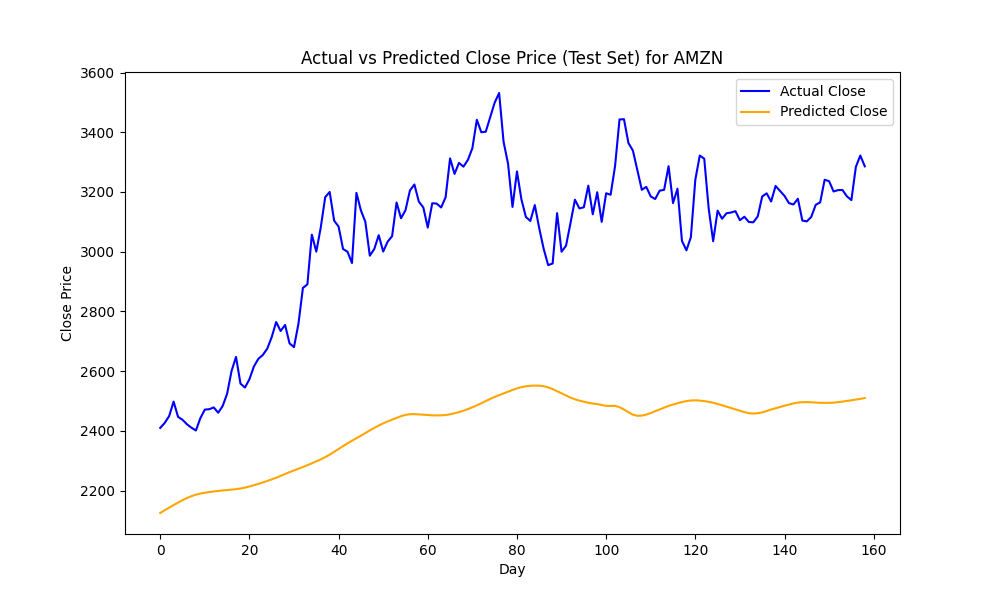 Actual vs Predicted Close Price (Test Set) for AMZN
Actual Close
Predicted Close
3600
3400
3200
3000
2800
2600
2400
2200
Close Price
0 20 40 60 80 100 120 140 160
Day